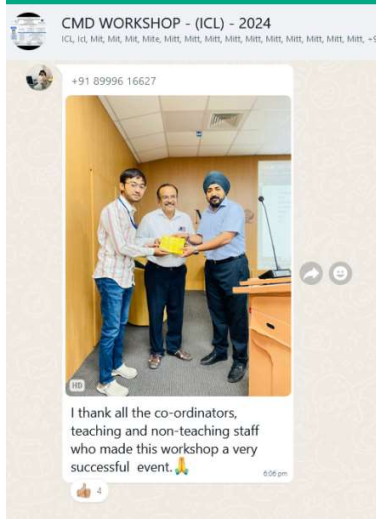 CMD WORKSHOP - (ICL) - 2024
ICL, Icl, Mit, Mit, Mit, Mite, Mitt, Mitt, Mitt, Mitt, Mitt, Mitt, Mitt, Mitt, Mitt, Mitt, +9
+91 89996 16627
HD
I thank all the co-ordinators,
teaching and non-teaching staff
who made this workshop a very
successful event.🙏
6:06 pm
👍🏽 4